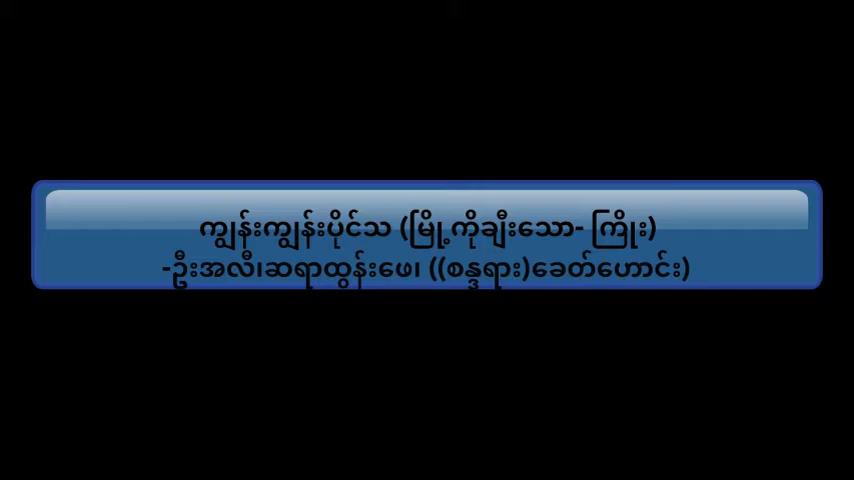 ကျွန်းကျွန်းပိုင်သ (မြို့ကိုချီးသော- ကြိုး)
-ဦးအလီ၊ဆရာထွန်းဖေ၊ ((စန္ဒရား)ခေတ်ဟောင်း)